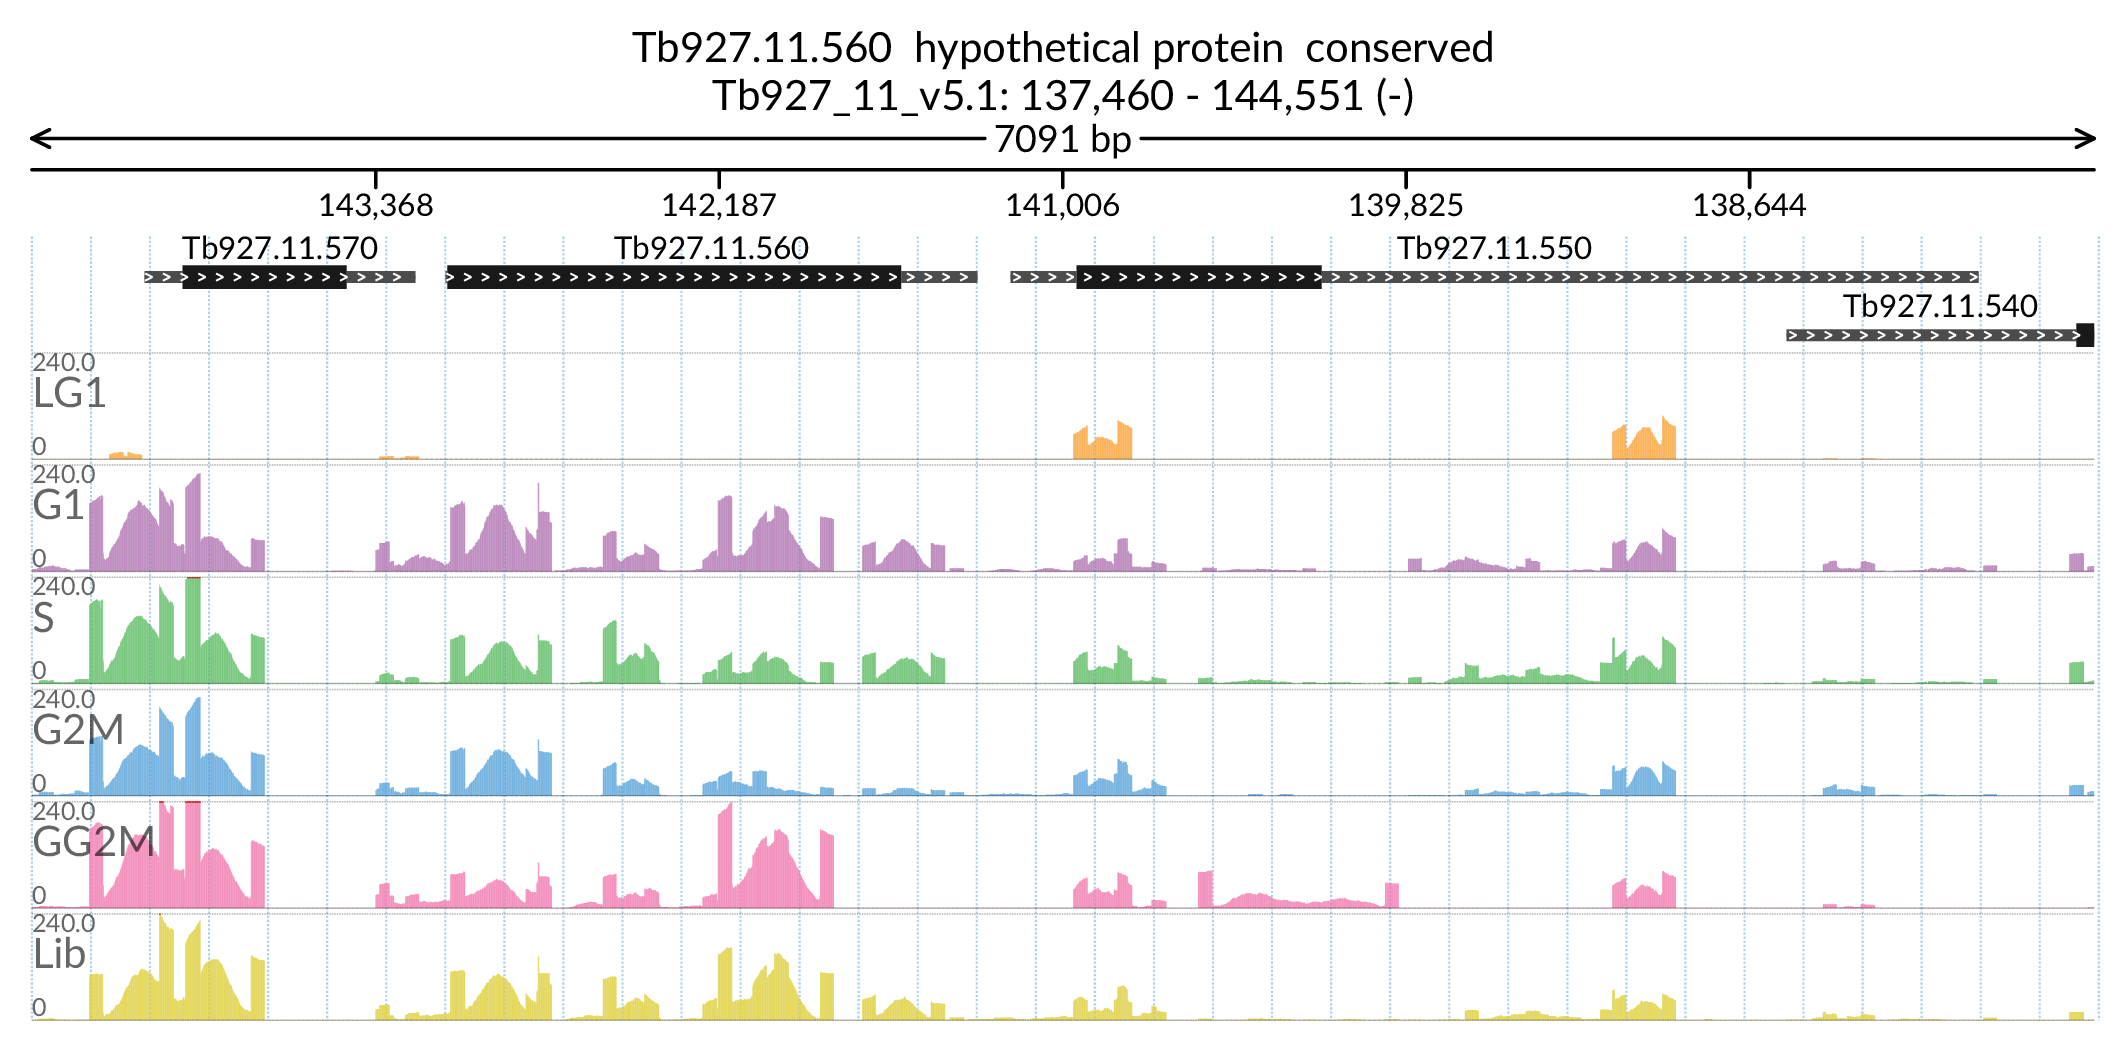 Tb927.11.560  hypothetical protein  conserved
Tb927_11_v5.1: 137,460 - 144,551 (-)
7091 bp
143,368 142,187 141,006 139,825 138,644
Tb927.11.570 Tb927.11.560 Tb927.11.550
Tb927.11.540
240.0
LG1
0
240.0
G1
0
240.0
S
0
240.0
G2M
0
240.0
GG2M
0
240.0
Lib
0